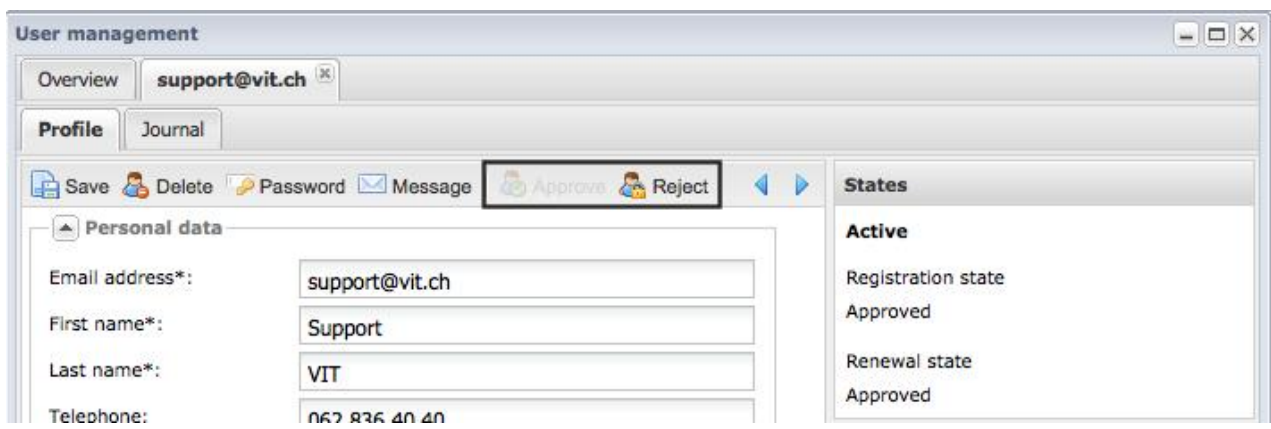 User management
Overview support@vit.ch
Profile Journal
Save Delete Password Message Approve Reject
States
Personal data
Active
Email address*: support@vit.ch
Registration state
First name*: Support
Approved
Last name*: VIT
Renewal state
Approved
Telephone: 062 836 40 40